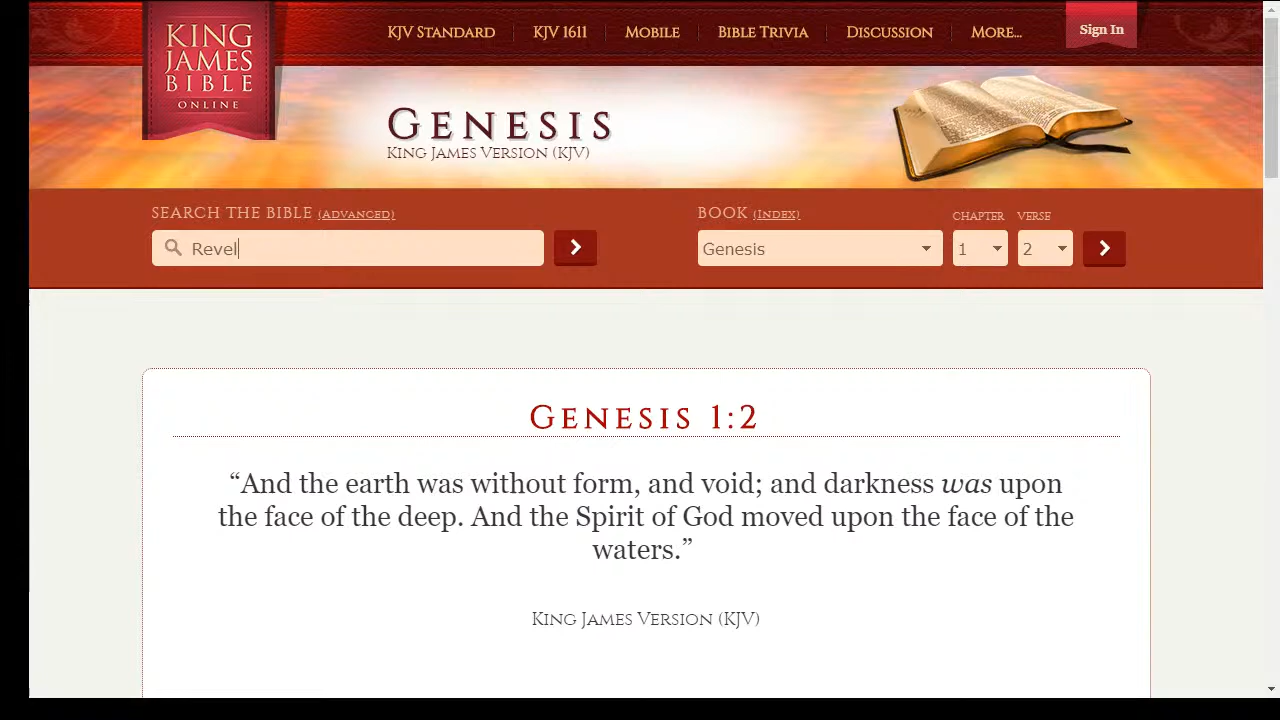 KING
JAMES
BIBLE
ONLINE
KJV STANDARD
KJV 1611
MOBILE
BIBLE TRIVIA
DISCUSSION
MORE...
Sign In
GENESIS
KING JAMES VERSION (KJV)
SEARCH THE BIBLE (ADVANCED)
BOOK (INDEX)
CHAPTER
VERSE
Revel
Genesis
1
2
GENESIS 1:2
“And the earth was without form, and void; and darkness was upon
the face of the deep. And the Spirit of God moved upon the face of the
waters.”
KING JAMES VERSION (KJV)